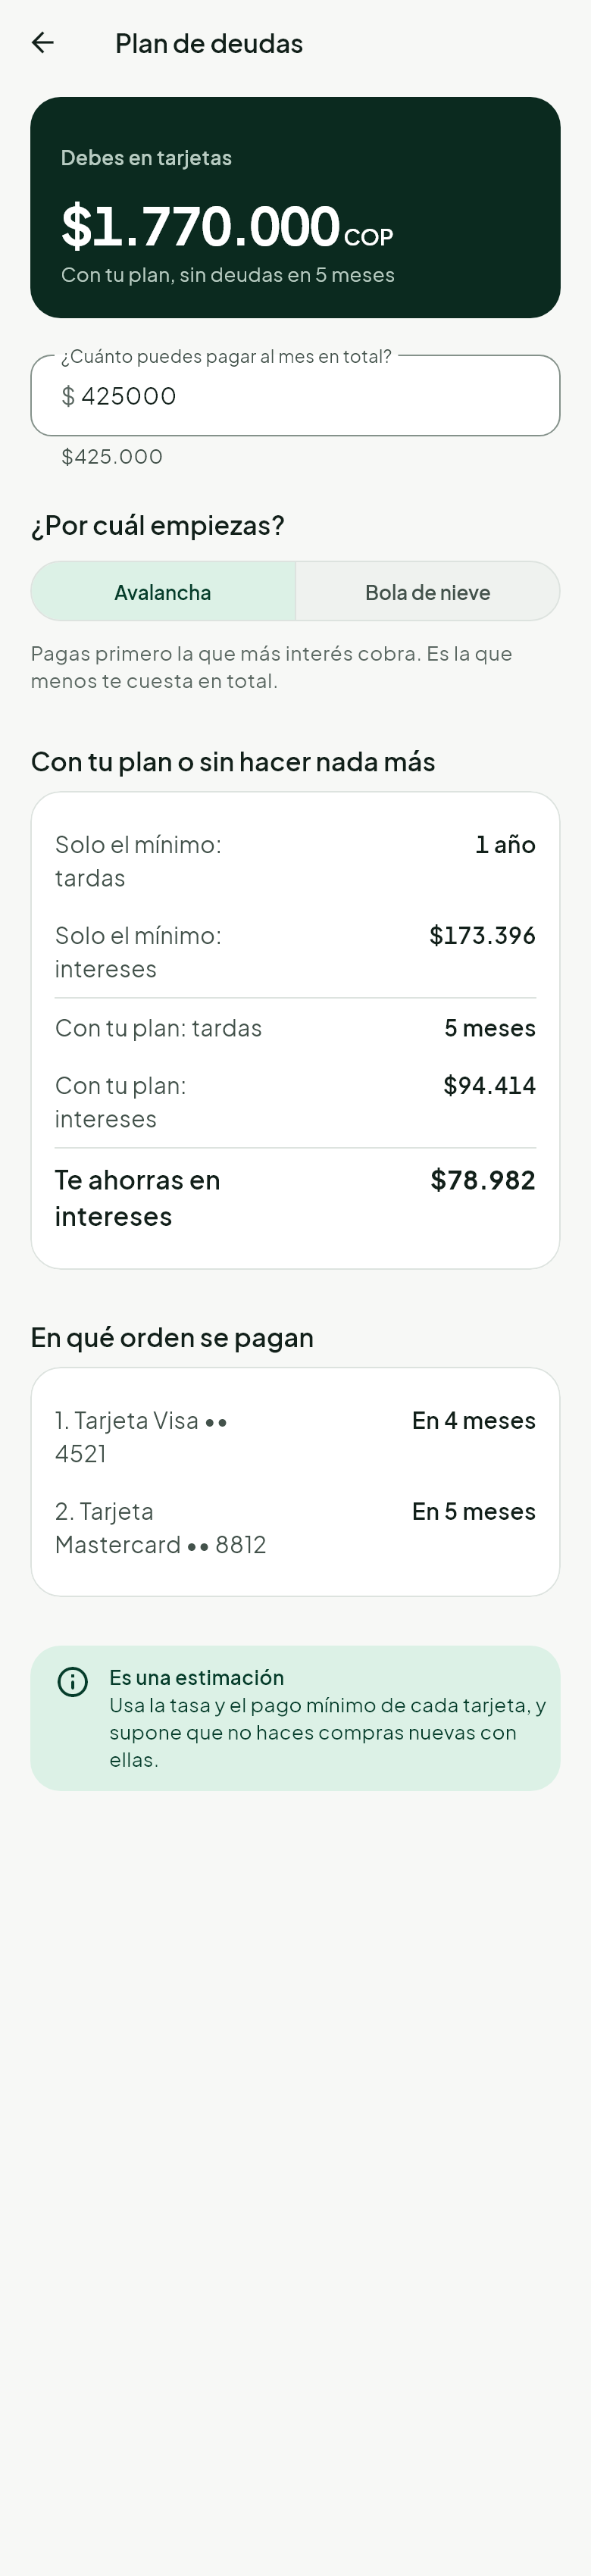 Plan de deudas
Debes en tarjetas
$1.770.000 COP
Con tu plan, sin deudas en 5 meses
¿Cuánto puedes pagar al mes en total?
$ 425000
$425.000
¿Por cuál empiezas?
Avalancha
Bola de nieve
Pagas primero la que más interés cobra. Es la que
menos te cuesta en total.
Con tu plan o sin hacer nada más
Solo el mínimo: 1 año
tardas
Solo el mínimo: $173.396
intereses
Con tu plan: tardas 5 meses
Con tu plan: $94.414
intereses
Te ahorras en $78.982
intereses
En qué orden se pagan
1. Tarjeta Visa •• En 4 meses
4521
2. Tarjeta En 5 meses
Mastercard •• 8812
Es una estimación
Usa la tasa y el pago mínimo de cada tarjeta, y
supone que no haces compras nuevas con
ellas.